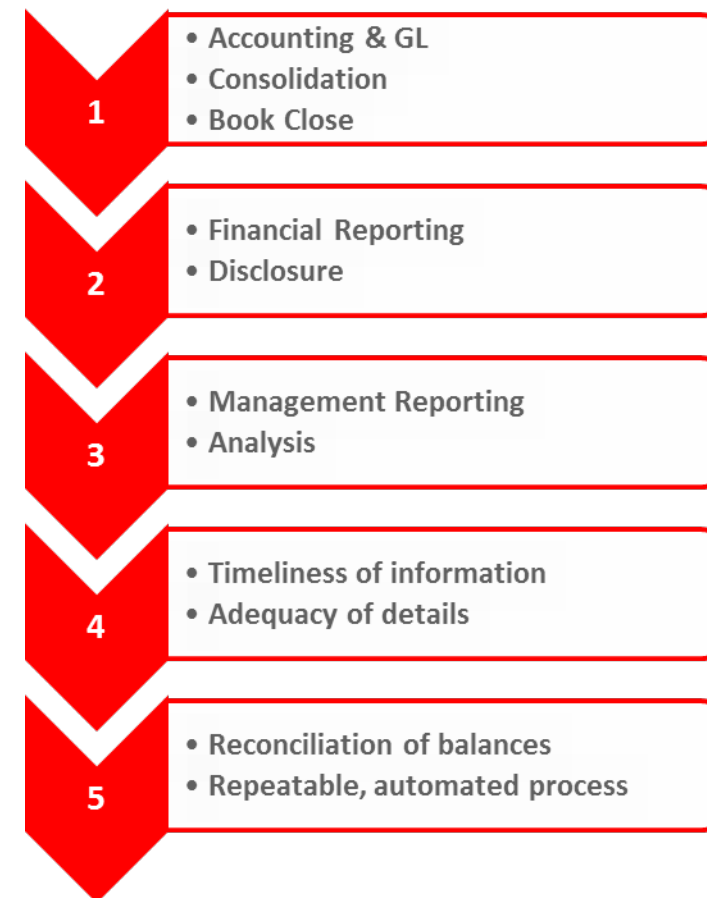 1
• Accounting & GL
• Consolidation
• Book Close
2
• Financial Reporting
• Disclosure
3
• Management Reporting
• Analysis
4
• Timeliness of information
• Adequacy of details
5
• Reconciliation of balances
• Repeatable, automated process